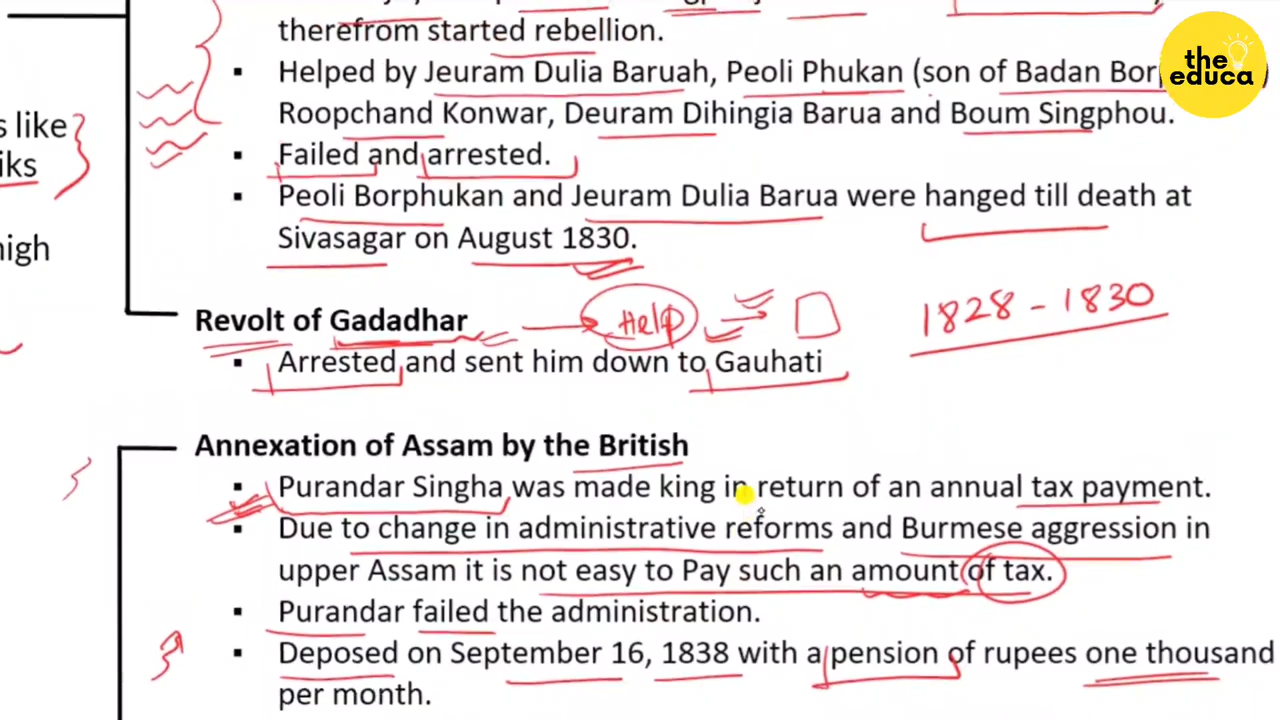 therefrom started rebellion.
▪ Helped by Jeuram Dulia Baruah, Peoli Phukan (son of Badan Bor
the educa
Roopchand Konwar, Deuram Dihingia Barua and Boum Singphou.
s like
▪ Failed and arrested.
iks
▪ Peoli Borphukan and Jeuram Dulia Barua were hanged till death at
Sivasagar on August 1830.
high
Revolt of Gadadhar
Help
1828 - 1830
▪ Arrested and sent him down to Gauhati
Annexation of Assam by the British
▪ Purandar Singha was made king in return of an annual tax payment.
▪ Due to change in administrative reforms and Burmese aggression in
upper Assam it is not easy to Pay such an amount of tax.
▪ Purandar failed the administration.
▪ Deposed on September 16, 1838 with a pension of rupees one thousand
per month.